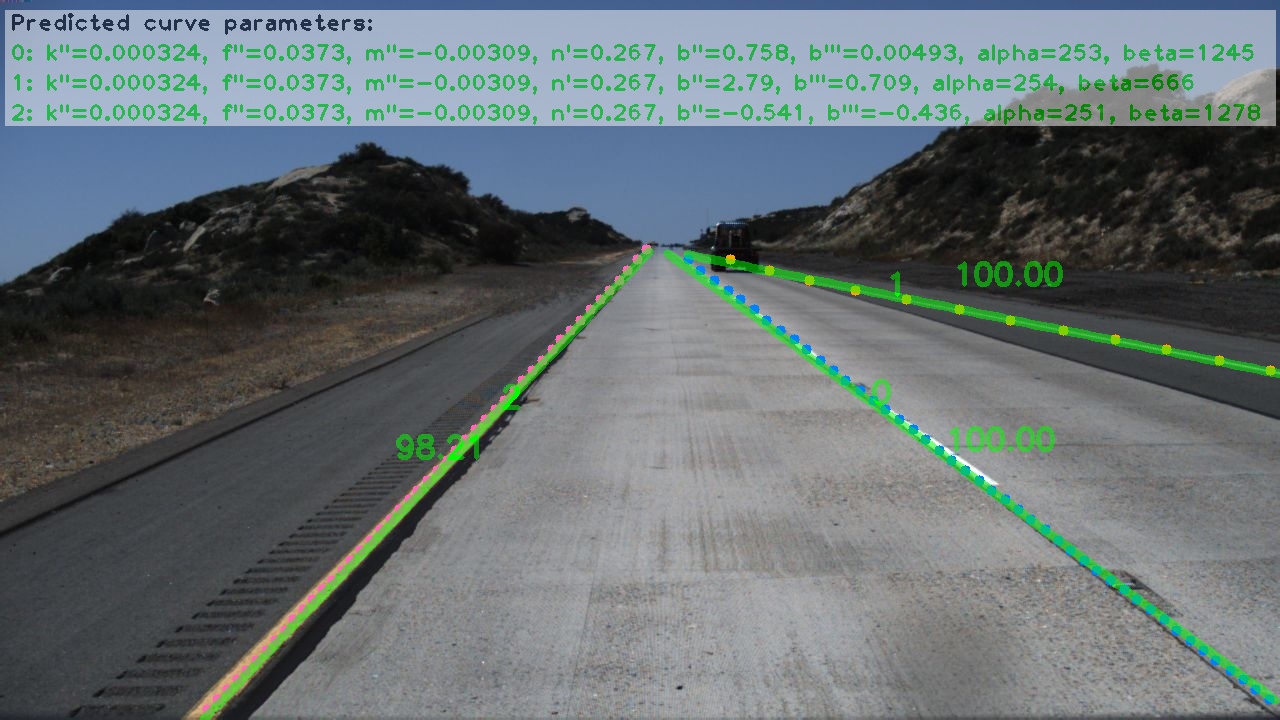 Predicted curve parameters:
0: k''=0.000324, f''=0.0373, m''=−0.00309, n'=0.267, b''=0.758, b'''=0.00493, alpha=253, beta=1245
1: k''=0.000324, f''=0.0373, m''=−0.00309, n'=0.267, b''=2.79, b'''=0.709, alpha=254, beta=666
2: k''=0.000324, f''=0.0373, m''=−0.00309, n'=0.267, b''=−0.541, b'''=−0.436, alpha=251, beta=1278
1 100.00
2 0
98.21 100.00